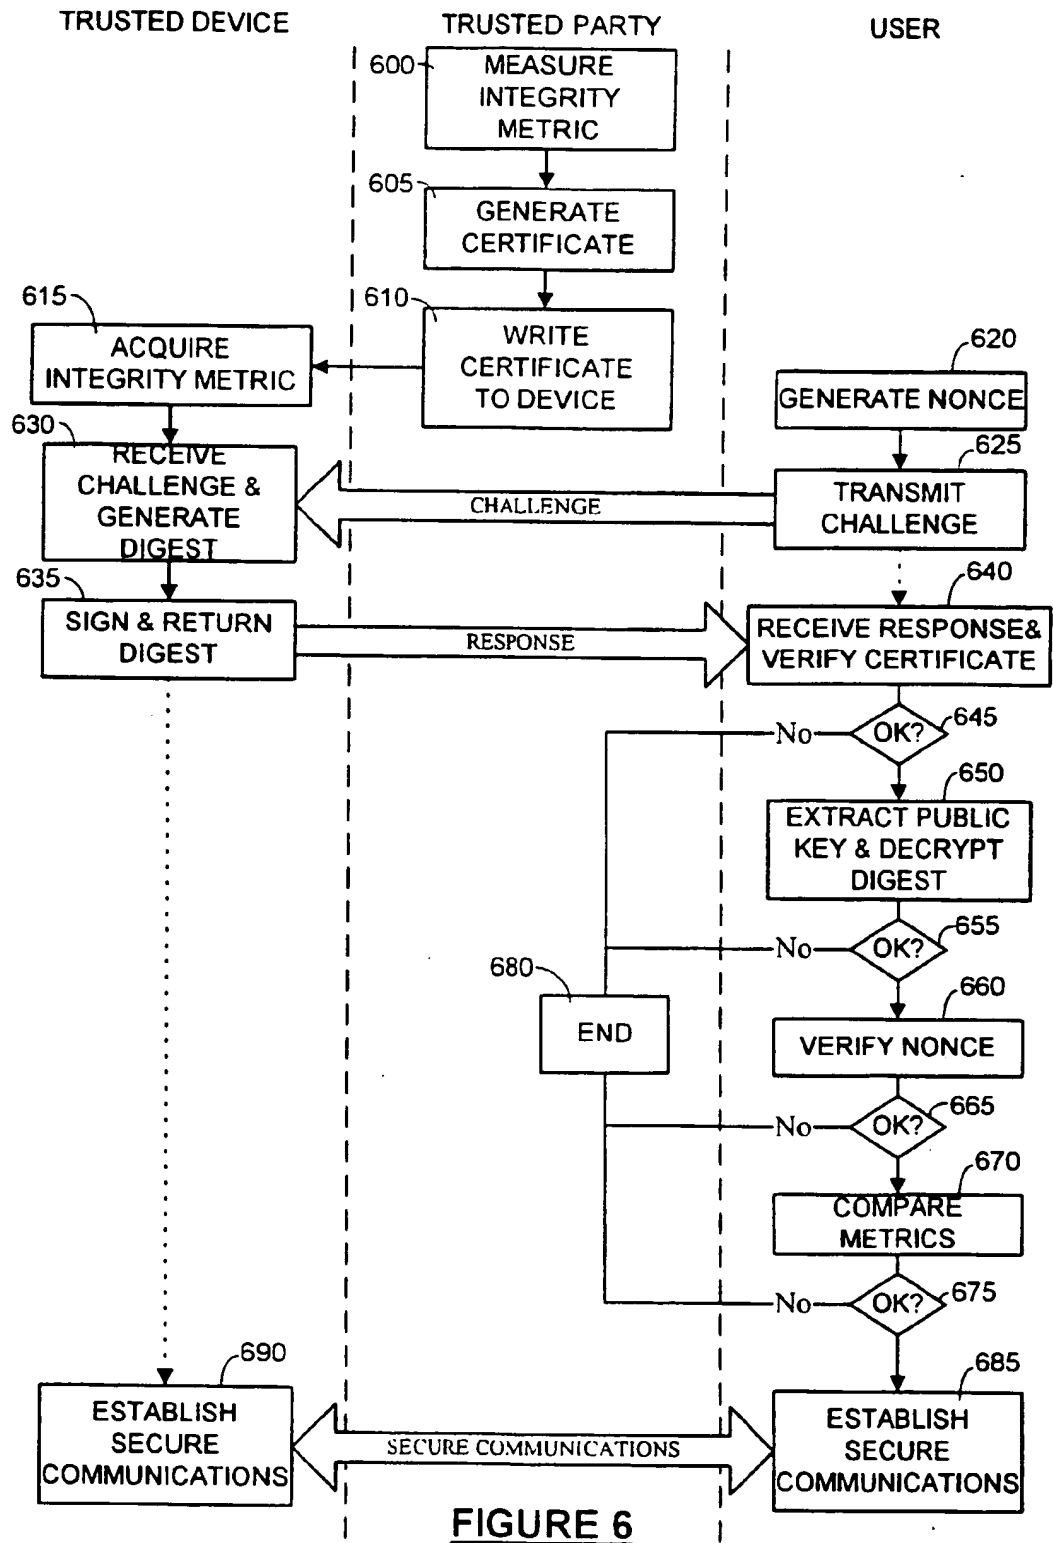 TRUSTED DEVICE
TRUSTED PARTY
USER
600
MEASURE
INTEGRITY
METRIC
605
GENERATE
CERTIFICATE
610
WRITE
CERTIFICATE
TO DEVICE
615
ACQUIRE
INTEGRITY METRIC
620
GENERATE NONCE
625
TRANSMIT
CHALLENGE
CHALLENGE
630
RECEIVE
CHALLENGE &
GENERATE
DIGEST
635
SIGN & RETURN
DIGEST
RESPONSE
640
RECEIVE RESPONSE&
VERIFY CERTIFICATE
645
OK?
No
650
EXTRACT PUBLIC
KEY & DECRYPT
DIGEST
655
OK?
No
680
END
660
VERIFY NONCE
665
OK?
No
670
COMPARE
METRICS
675
OK?
No
690
ESTABLISH
SECURE
COMMUNICATIONS
SECURE COMMUNICATIONS
685
ESTABLISH
SECURE
COMMUNICATIONS
FIGURE 6